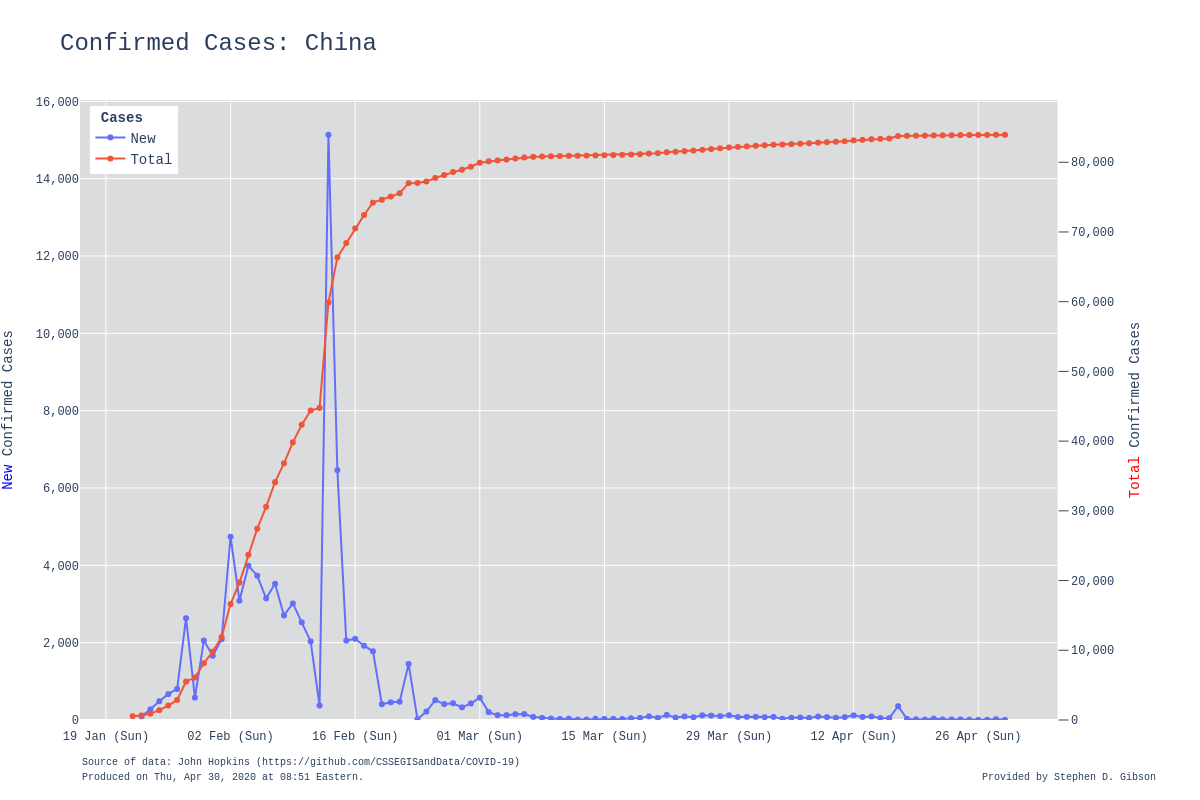 Confirmed Cases: China
Cases
New
Total
16,000
14,000
12,000
10,000
8,000
6,000
4,000
2,000
0
New Confirmed Cases
80,000
70,000
60,000
50,000
40,000
30,000
20,000
10,000
0
Total Confirmed Cases
19 Jan (Sun) 02 Feb (Sun) 16 Feb (Sun) 01 Mar (Sun) 15 Mar (Sun) 29 Mar (Sun) 12 Apr (Sun) 26 Apr (Sun)
Source of data: John Hopkins (https://github.com/CSSEGISandData/COVID-19)
Produced on Thu, Apr 30, 2020 at 08:51 Eastern.
Provided by Stephen D. Gibson